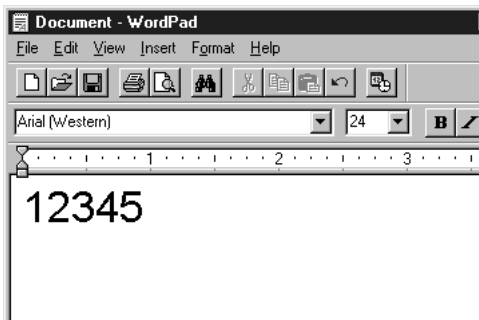 Document - WordPad
File Edit View Insert Format Help
Arial (Western) 24 B I
1 2 3
12345